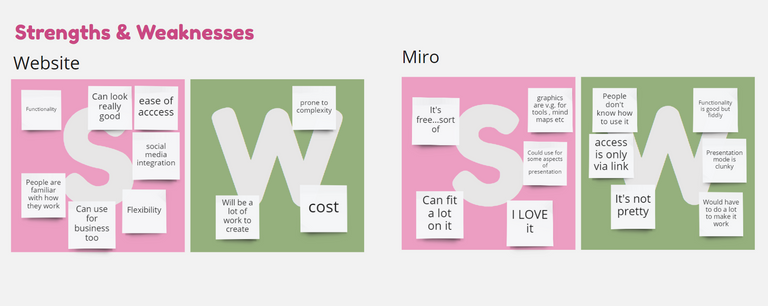 Strengths & Weaknesses
Website
Functionality
Can look
really
good
ease of
acccess
social
media
integration
People are
familiar
with how
they work
Can use
for
business
too
Flexibility
S
prone to
complexity
Will be a
lot of
work to
create
cost
W
Miro
It's
free...sort
of
graphics
are v.g. for
tools , mind
maps etc
Could use for
some aspects
of
presentation
Can fit
a lot
on it
I LOVE
it
S
People
don't
know how
to use it
Functionality
is good but
fiddly
access
is only
via link
Presentation
mode is
clunky
It's not
pretty
Would have
to do a lot
to make it
work
W